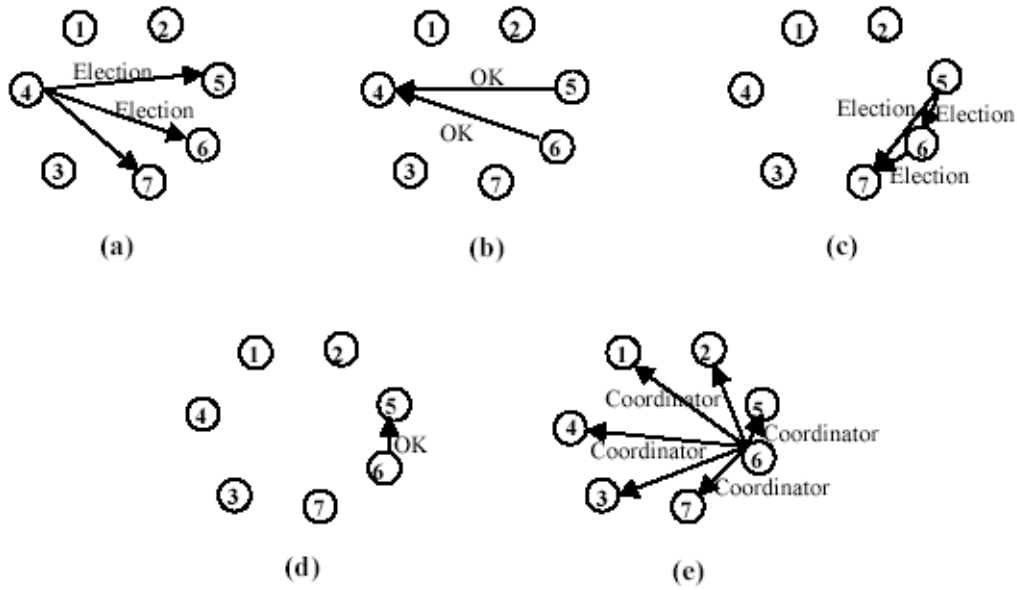 1 2
4 Election 5
Election
6
3 7
(a)
1 2
4 OK 5
OK 6
3 7
(b)
1 2
4 5
Election Election
6
3 7 Election
(c)
1 2
4 5
OK
6
3 7
(d)
1 2
Coordinator 5
4 Coordinator
Coordinator 6
3 7 Coordinator
(e)